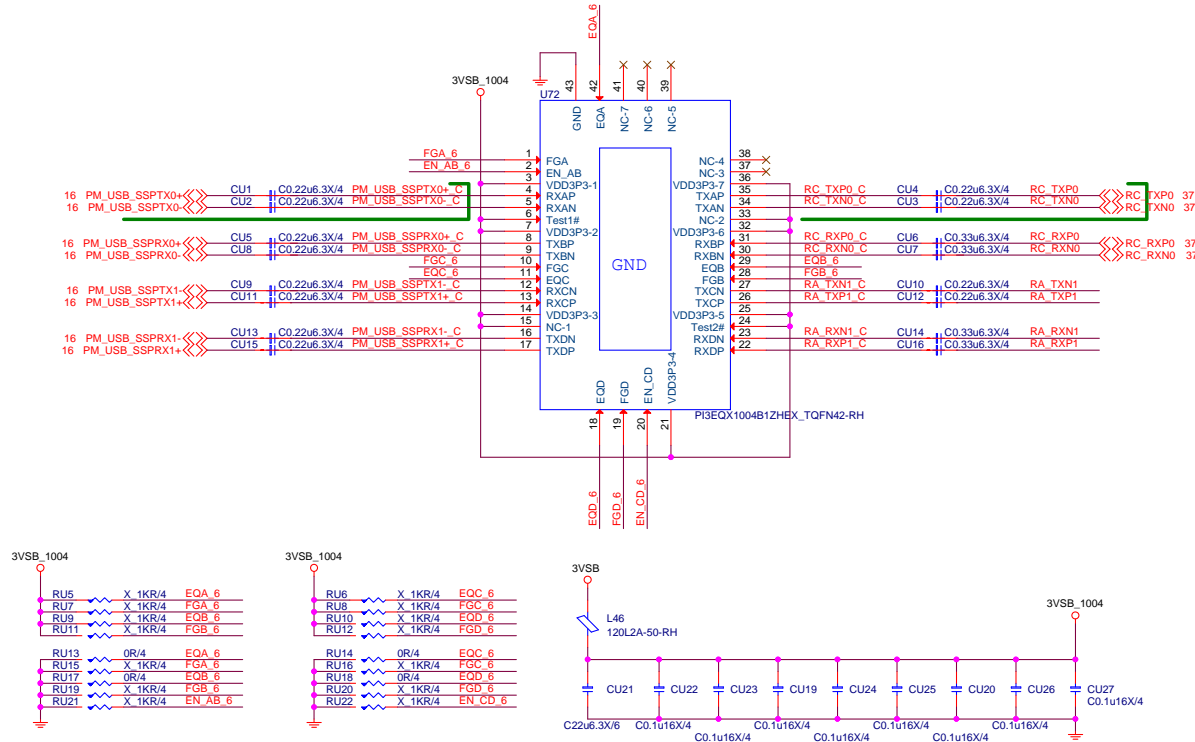 EQA_6
3VSB_1004
U72
43
42
41
40
39
GND
EQA
NC-7
NC-6
NC-5
FGA_6 1 FGA
EN_AB_6 2 EN_AB
3 VDD3P3-1
16 PM_USB_SSPTX0+ CU1 C0.22u6.3X/4 PM_USB_SSPTX0+_C 4 RXAP
16 PM_USB_SSPTX0- CU2 C0.22u6.3X/4 PM_USB_SSPTX0-_C 5 RXAN
6 Test1#
7 VDD3P3-2
16 PM_USB_SSPRX0+ CU5 C0.22u6.3X/4 PM_USB_SSPRX0+_C 8 TXBP
16 PM_USB_SSPRX0- CU8 C0.22u6.3X/4 PM_USB_SSPRX0-_C 9 TXBN
FGC_6 10 FGC
EQC_6 11 EQC
16 PM_USB_SSPTX1- CU9 C0.22u6.3X/4 PM_USB_SSPTX1-_C 12 RXCN
16 PM_USB_SSPTX1+ CU11 C0.22u6.3X/4 PM_USB_SSPTX1+_C 13 RXCP
14 VDD3P3-3
15 NC-1
16 PM_USB_SSPRX1- CU13 C0.22u6.3X/4 PM_USB_SSPRX1-_C 16 TXDN
16 PM_USB_SSPRX1+ CU15 C0.22u6.3X/4 PM_USB_SSPRX1+_C 17 TXDP
GND
NC-4 38
NC-3 37
VDD3P3-7 36
TXAP 35 RC_TXP0_C CU4 C0.22u6.3X/4 RC_TXP0 RC_TXP0 37
TXAN 34 RC_TXN0_C CU3 C0.22u6.3X/4 RC_TXN0 RC_TXN0 37
NC-2 33
VDD3P3-6 32
RXBP 31 RC_RXP0_C CU6 C0.33u6.3X/4 RC_RXP0 RC_RXP0 37
RXBN 30 RC_RXN0_C CU7 C0.33u6.3X/4 RC_RXN0 RC_RXN0 37
EQB 29 EQB_6
FGB 28 FGB_6
TXCN 27 RA_TXN1_C CU10 C0.22u6.3X/4 RA_TXN1
TXCP 26 RA_TXP1_C CU12 C0.22u6.3X/4 RA_TXP1
VDD3P3-5 25
Test2# 24
RXDN 23 RA_RXN1_C CU14 C0.33u6.3X/4 RA_RXN1
RXDP 22 RA_RXP1_C CU16 C0.33u6.3X/4 RA_RXP1
EQD
FGD
EN_CD
VDD3P3-4
18
19
20
21
PI3EQX1004B1ZHEX_TQFN42-RH
EQD_6
FGD_6
EN_CD_6
3VSB_1004
RU5 X_1KR/4 EQA_6
RU7 X_1KR/4 FGA_6
RU9 X_1KR/4 EQB_6
RU11 X_1KR/4 FGB_6
RU13 0R/4 EQA_6
RU15 X_1KR/4 FGA_6
RU17 0R/4 EQB_6
RU19 X_1KR/4 FGB_6
RU21 X_1KR/4 EN_AB_6
3VSB_1004
RU6 X_1KR/4 EQC_6
RU8 X_1KR/4 FGC_6
RU10 X_1KR/4 EQD_6
RU12 X_1KR/4 FGD_6
RU14 0R/4 EQC_6
RU16 X_1KR/4 FGC_6
RU18 0R/4 EQD_6
RU20 X_1KR/4 FGD_6
RU22 X_1KR/4 EN_CD_6
3VSB
L46
120L2A-50-RH
3VSB_1004
CU21 CU22 CU23 CU19 CU24 CU25 CU20 CU26 CU27
C0.1u16X/4
C22u6.3X/6 C0.1u16X/4 C0.1u16X/4 C0.1u16X/4 C0.1u16X/4
C0.1u16X/4 C0.1u16X/4 C0.1u16X/4